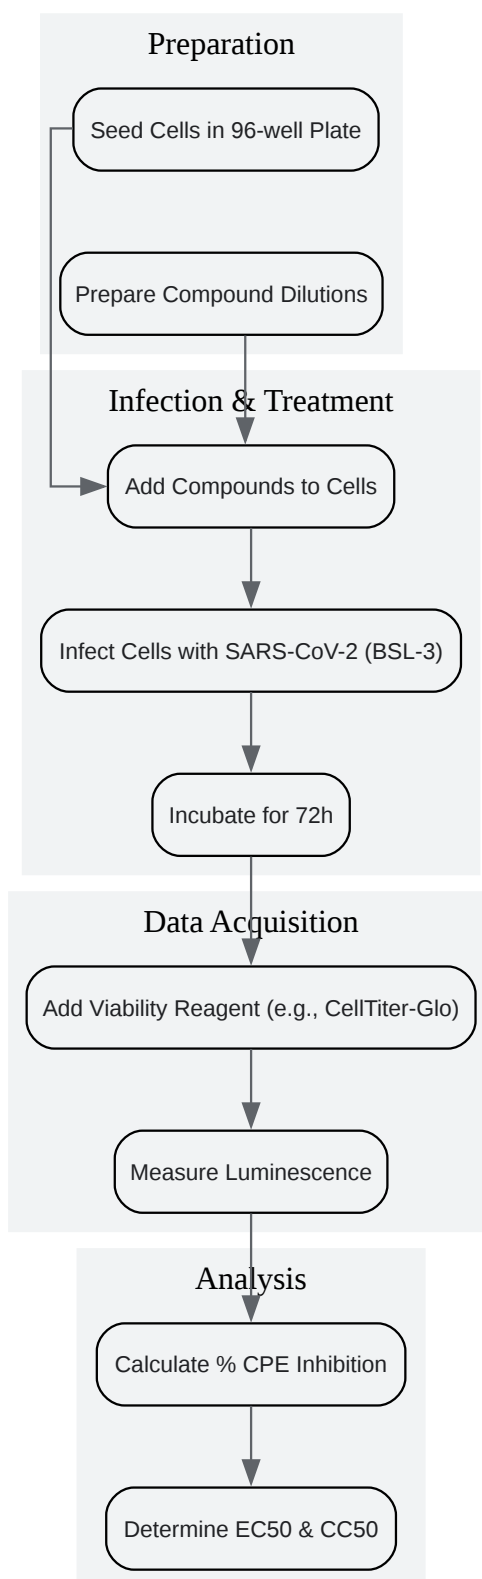 Preparation
Seed Cells in 96-well Plate
Prepare Compound Dilutions
Infection & Treatment
Add Compounds to Cells
Infect Cells with SARS-CoV-2 (BSL-3)
Incubate for 72h
Data Acquisition
Add Viability Reagent (e.g., CellTiter-Glo)
Measure Luminescence
Analysis
Calculate % CPE Inhibition
Determine EC50 & CC50